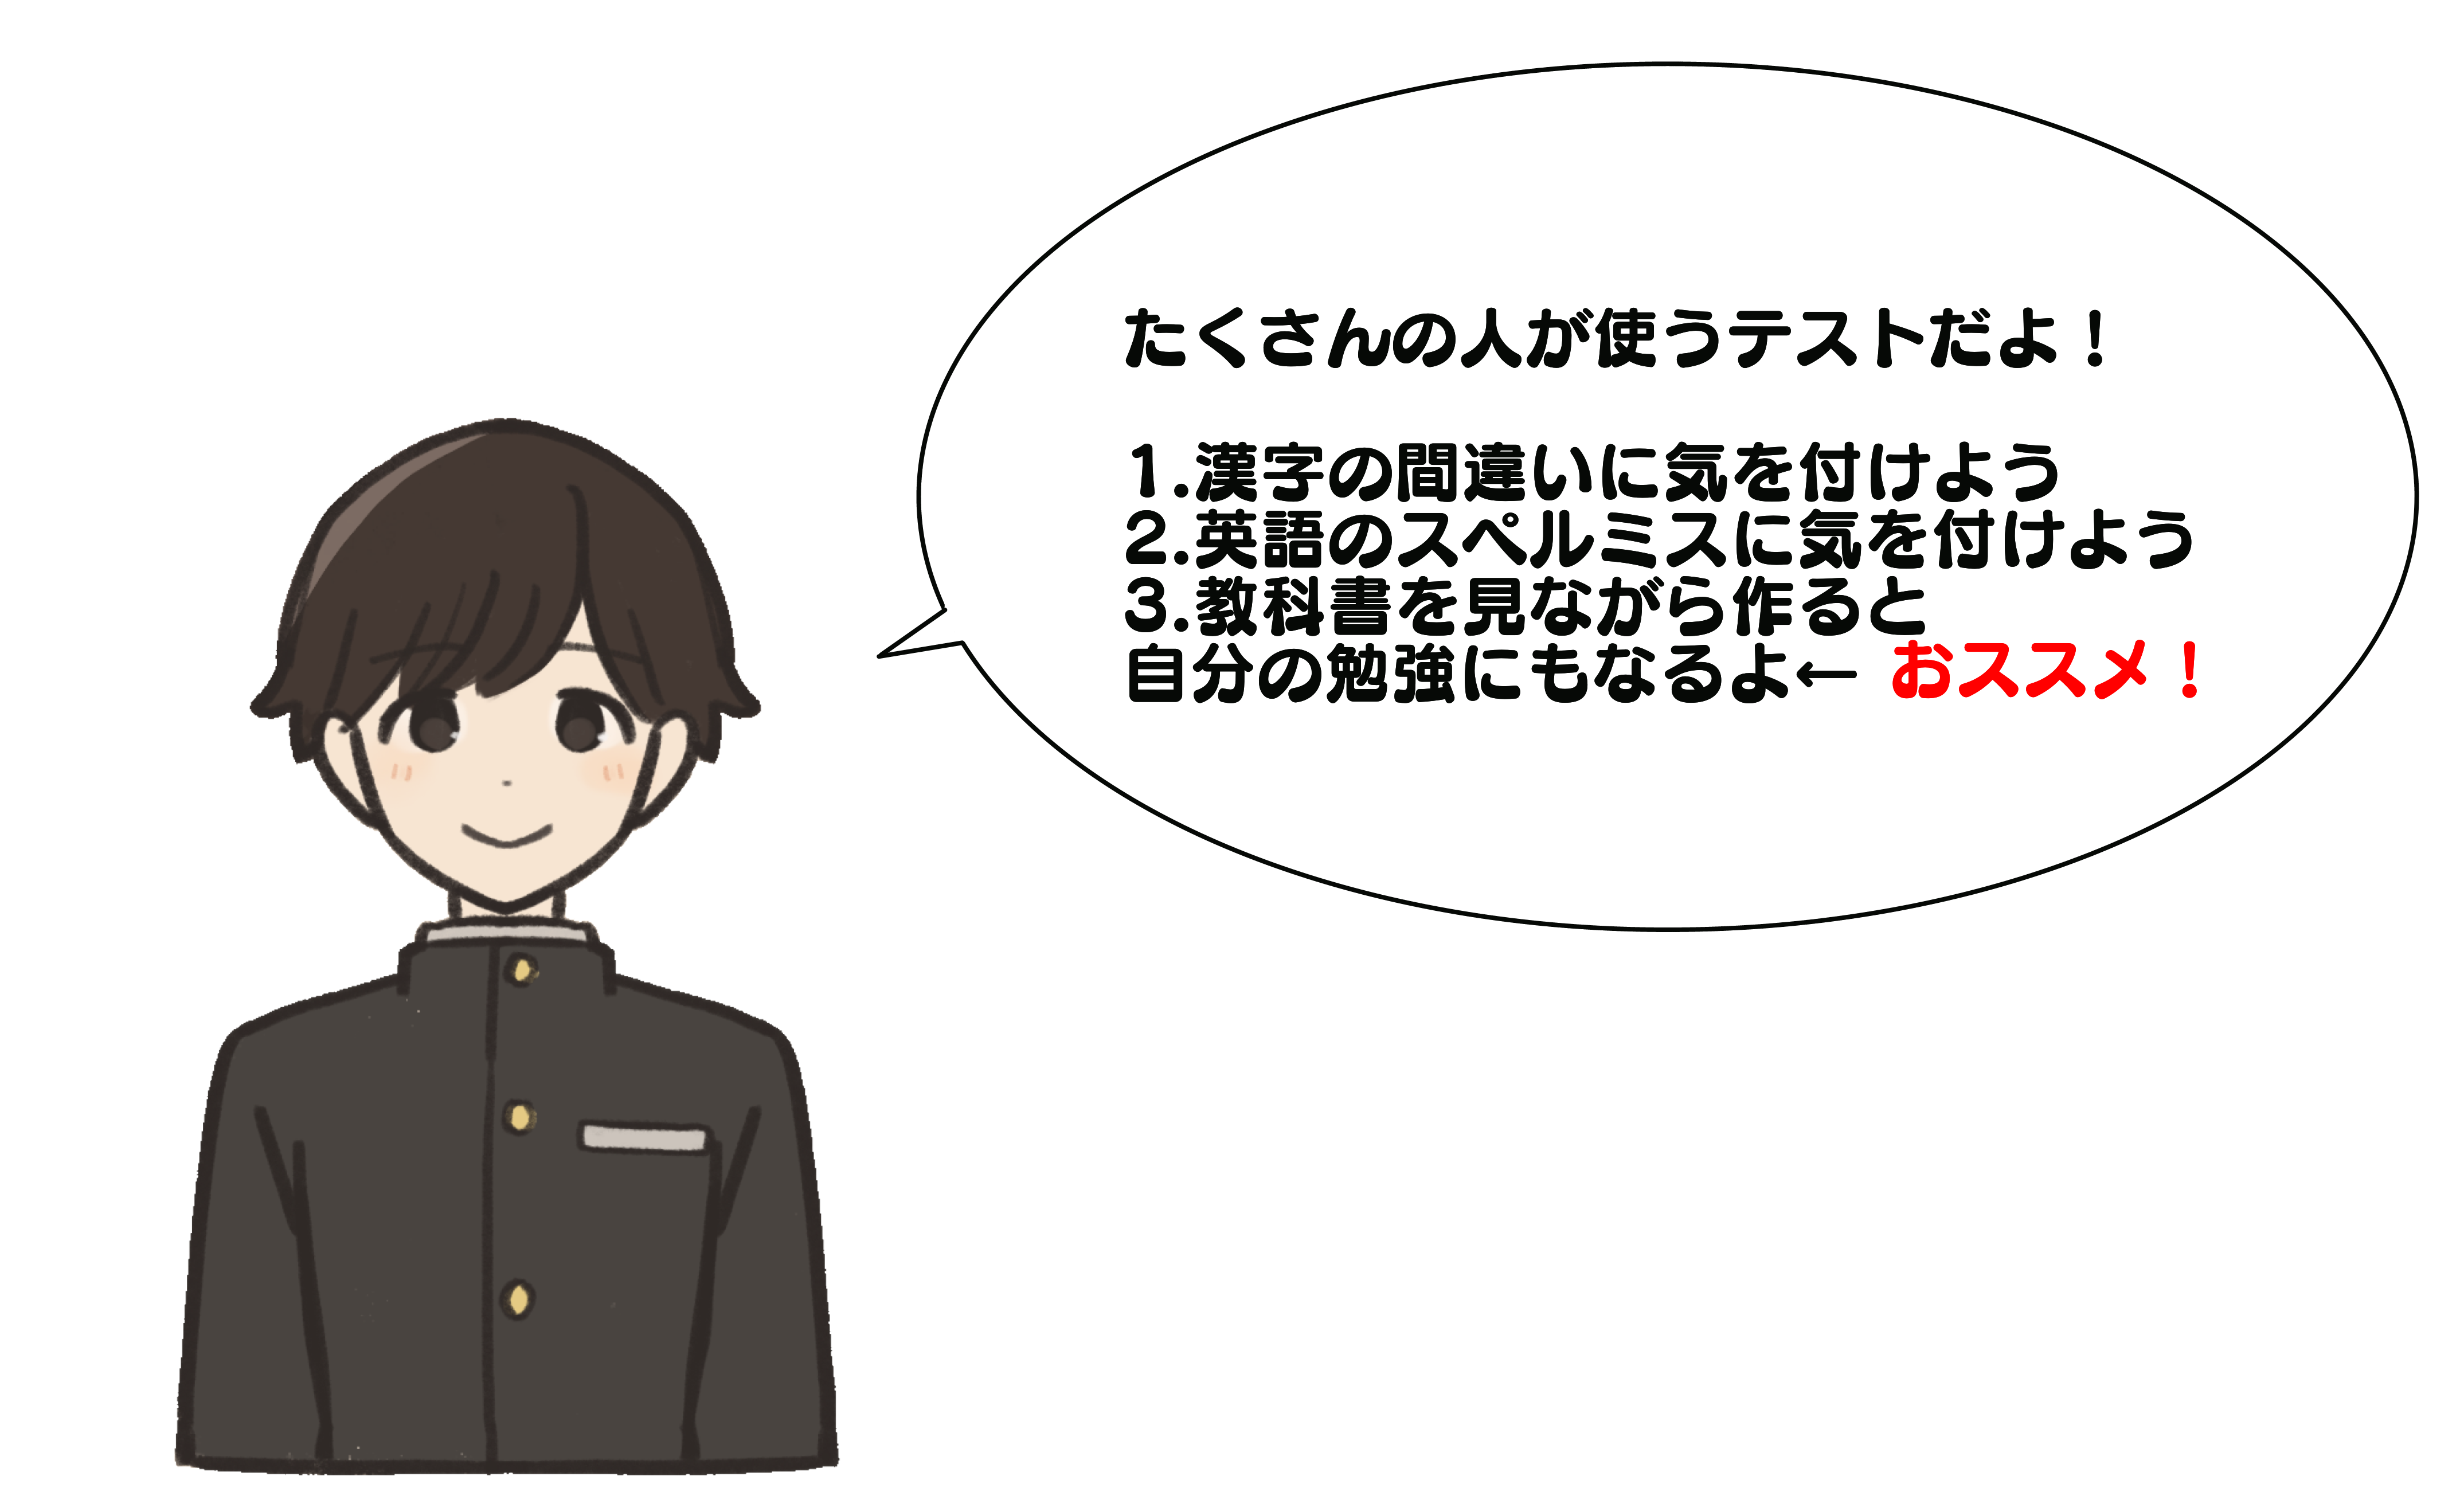 たくさんの人が使うテストだよ！
1.漢字の間違いに気を付けよう
2.英語のスペルミスに気を付けよう
3.教科書を見ながら作ると
自分の勉強にもなるよ← おススメ！